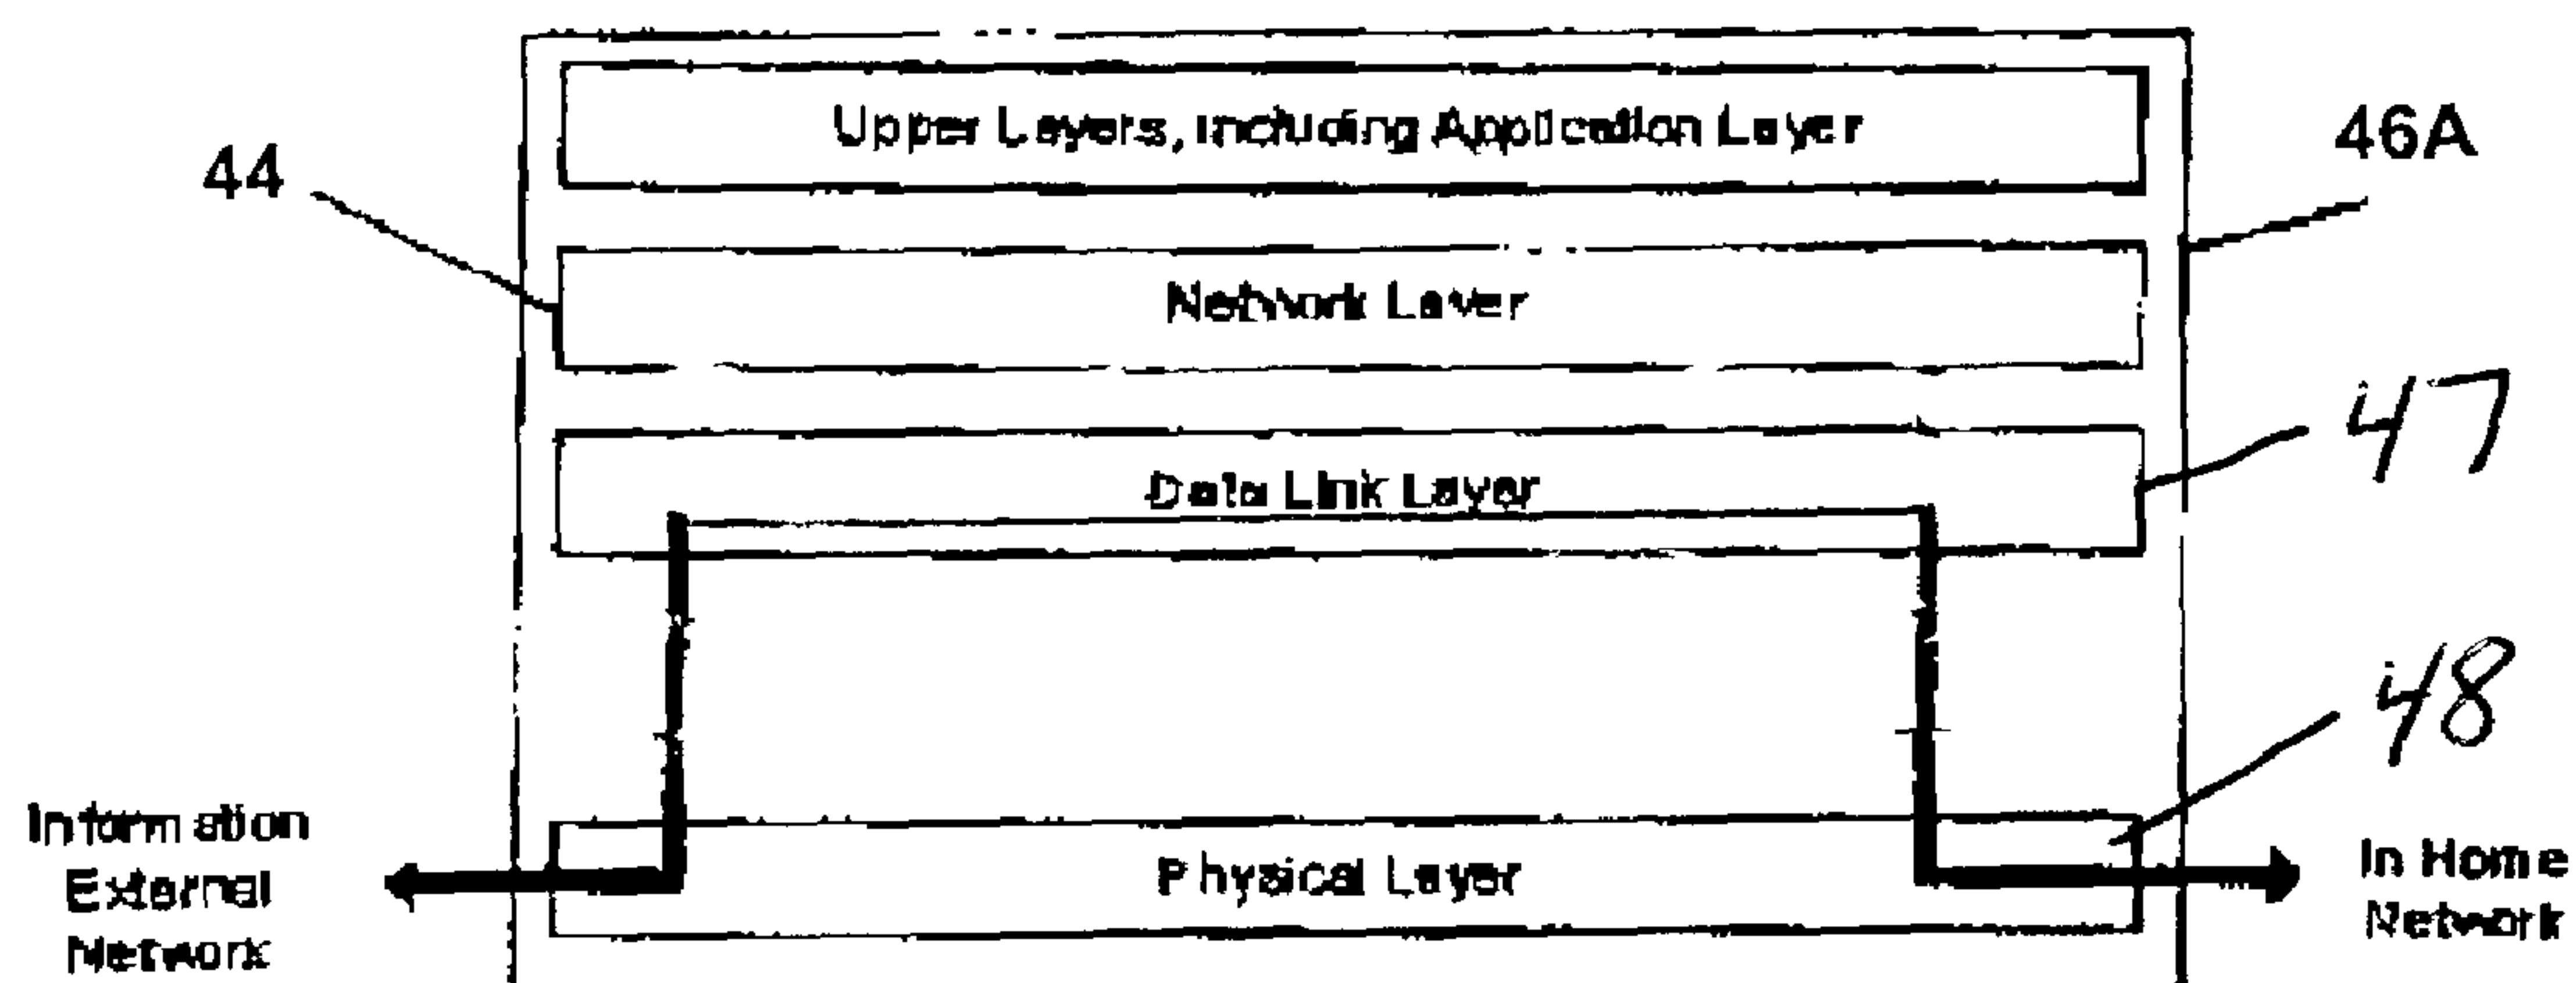 Upper Layers, including Application Layer
44
46A
Network Layer
47
Data Link Layer
48
Information
External
Network
Physical Layer
In Home
Network